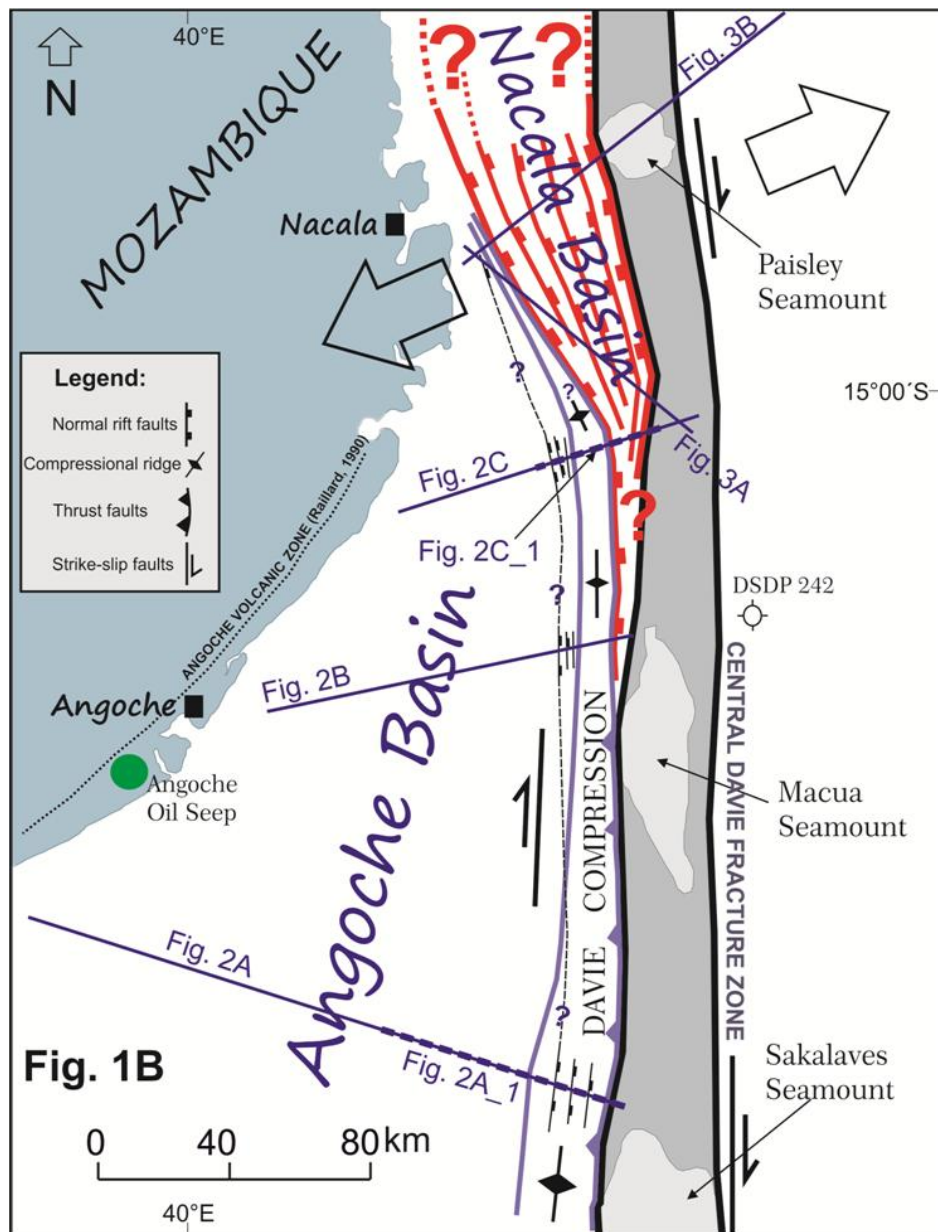 40°E
N
MOZAMBIQUE
?
?
Nacala Basin
Fig. 3B
Nacala
Paisley
Seamount
15°00´S
Legend:
Normal rift faults
Compressional ridge
Thrust faults
Strike-slip faults
?
?
Fig. 2C
Fig. 2C_1
Fig. 3A
?
ANGOCHE VOLCANIC ZONE (Raillard, 1990)
DSDP 242
?
Fig. 2B
Angoche
Angoche
Oil Seep
Angoche Basin
DAVIE COMPRESSION
CENTRAL DAVIE FRACTURE ZONE
Macua
Seamount
Fig. 2A
?
Fig. 2A_1
Sakalaves
Seamount
Fig. 1B
0 40 80 km
40°E